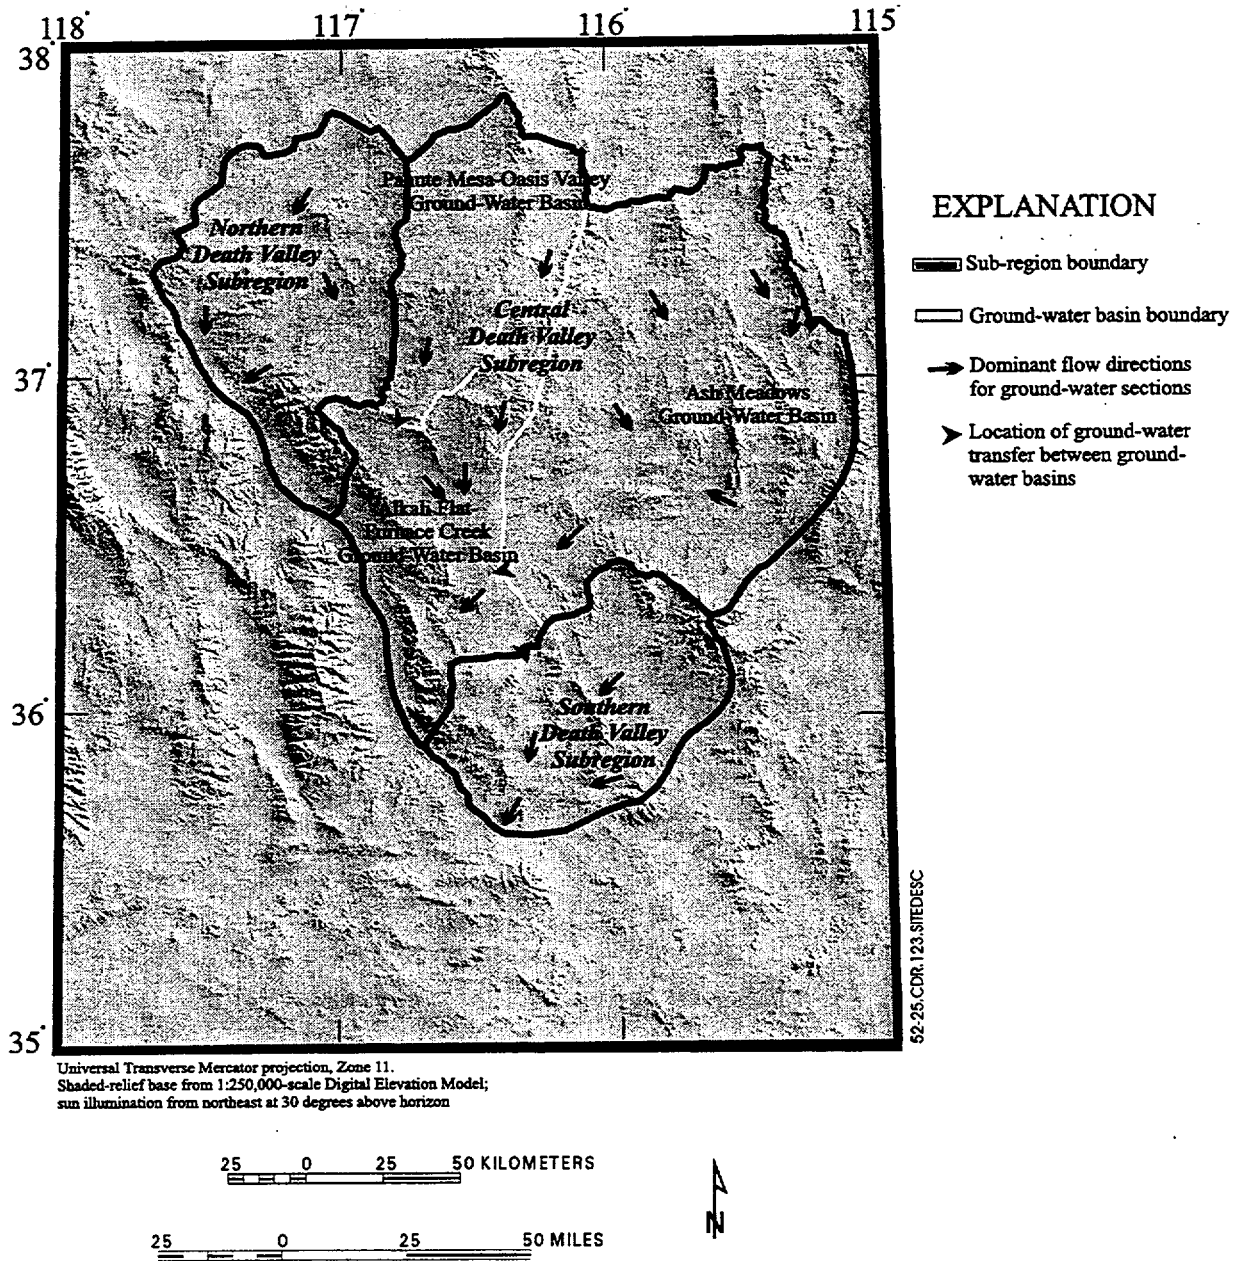 118°
117°
116°
115°
38°
37°
36°
35°
Pahute Mesa-Oasis Valley
Ground-Water Basin
Northern
Death Valley
Subregion
Central
Death Valley
Subregion
Ash Meadows
Ground-Water Basin
Alkali Flat
Furnace Creek
Ground-Water Basin
Southern
Death Valley
Subregion
EXPLANATION
Sub-region boundary
Ground-water basin boundary
Dominant flow directions
for ground-water sections
Location of ground-water
transfer between ground-
water basins
52-25.CDR.123.SITEDESC
Universal Transverse Mercator projection, Zone 11.
Shaded-relief base from 1:250,000-scale Digital Elevation Model;
sun illumination from northeast at 30 degrees above horizon
25 0 25 50 KILOMETERS
25 0 25 50 MILES
N